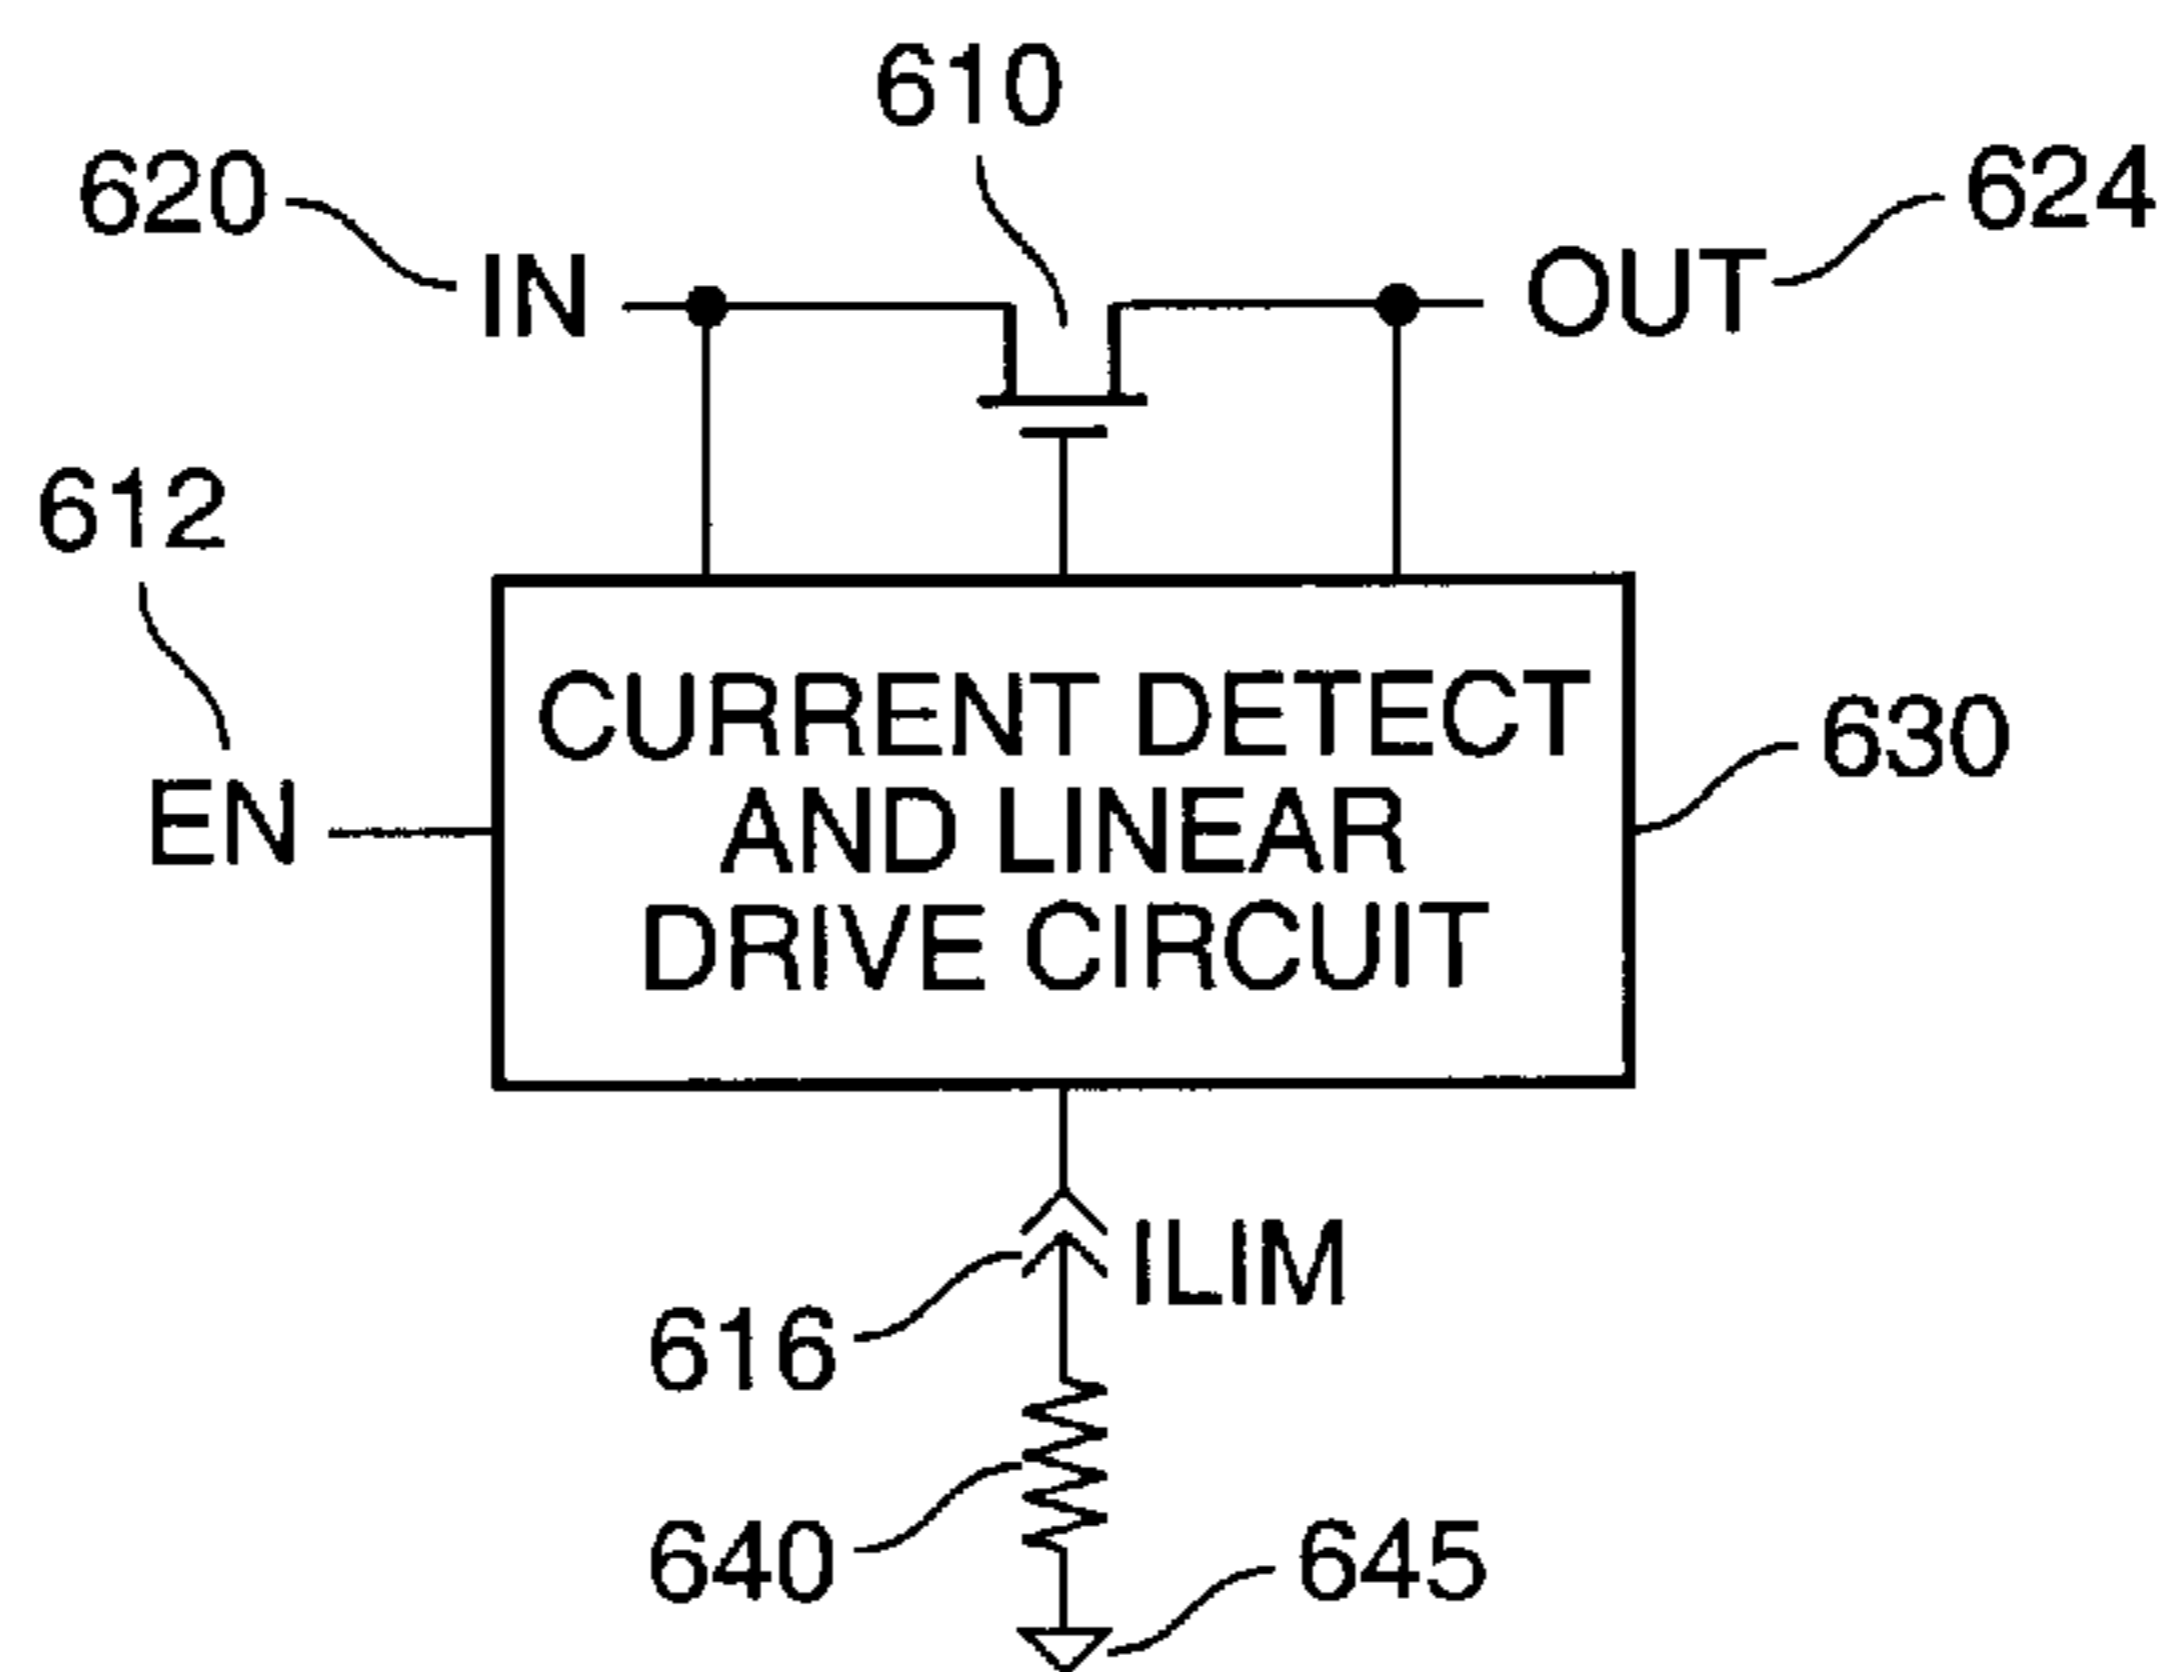 610
620
624
IN
OUT
612
CURRENT DETECT
630
EN
AND LINEAR
DRIVE CIRCUIT
ILIM
616
640
645